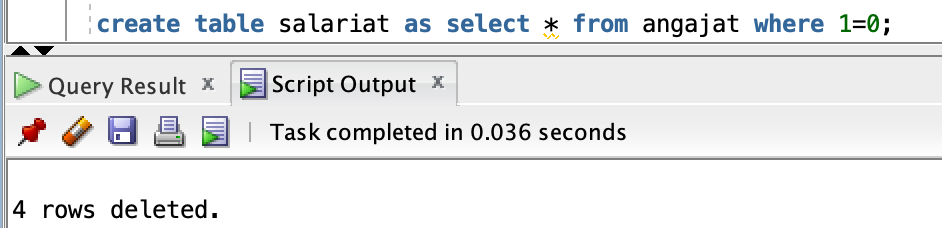 create table salariat as select * from angajat where 1=0;
Query Result x Script Output x
Task completed in 0.036 seconds
4 rows deleted.